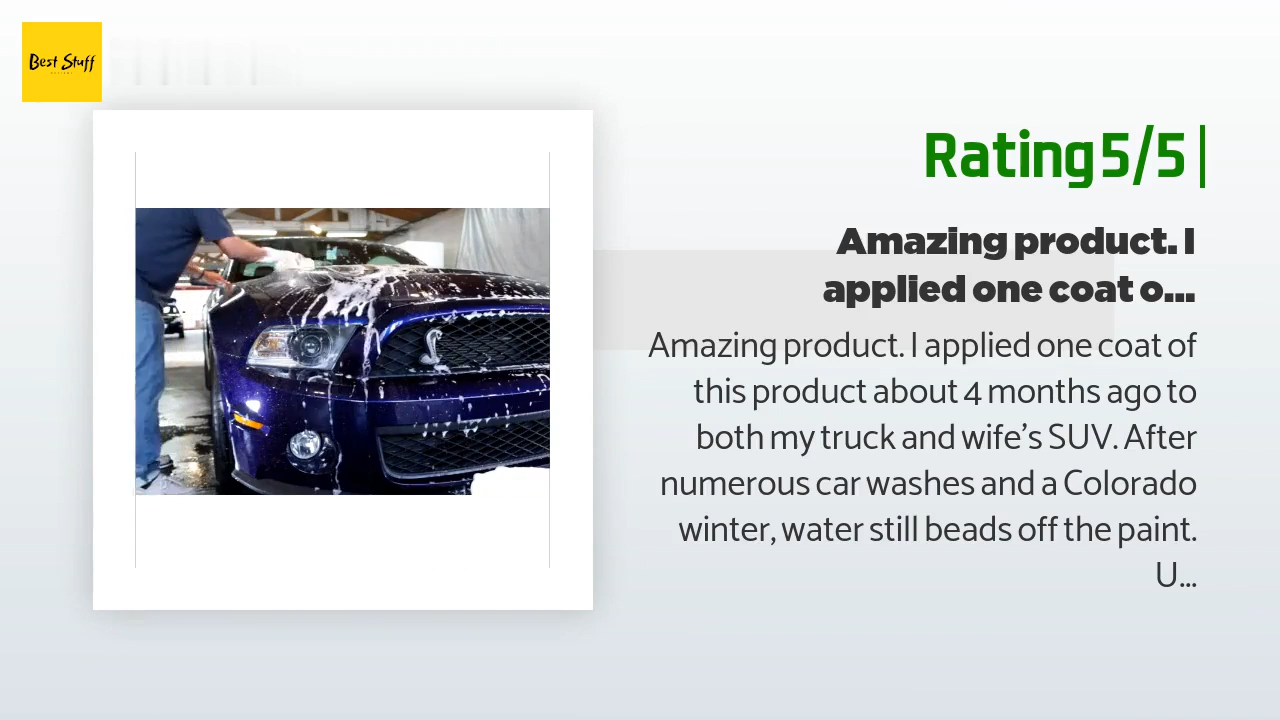 Best Stuff
Rating 5/5
Amazing product. I
applied one coat o...
Amazing product. I applied one coat of
this product about 4 months ago to
both my truck and wife's SUV. After
numerous car washes and a Colorado
winter, water still beads off the paint.
U...